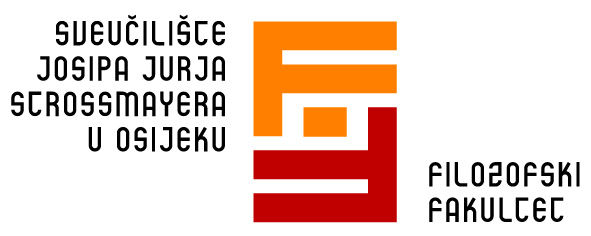 SVEUČILIŠTE
JOSIPA JURJA
STROSSMAYERA
U OSIJEKU
FILOZOFSKI
FAKULTET